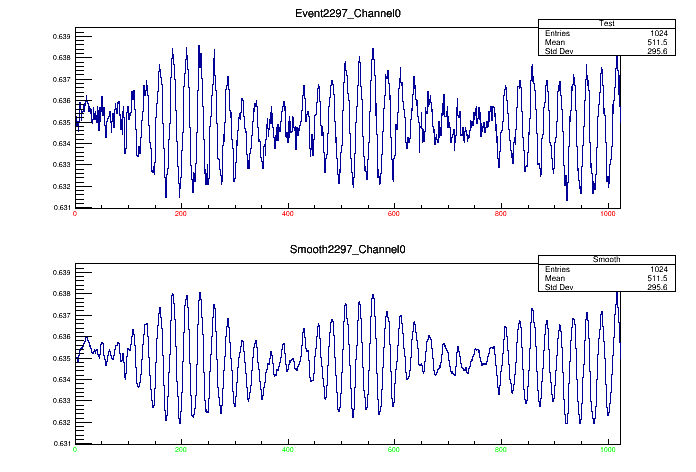 Event2297_Channel0
Test
Entries 1024
Mean 511.5
Std Dev 295.6
0.639
0.638
0.637
0.636
0.635
0.634
0.633
0.632
0.631
0 200 400 600 800 1000
Smooth2297_Channel0
Smooth
Entries 1024
Mean 511.5
Std Dev 295.6
0.639
0.638
0.637
0.636
0.635
0.634
0.633
0.632
0.631
0 200 400 600 800 1000